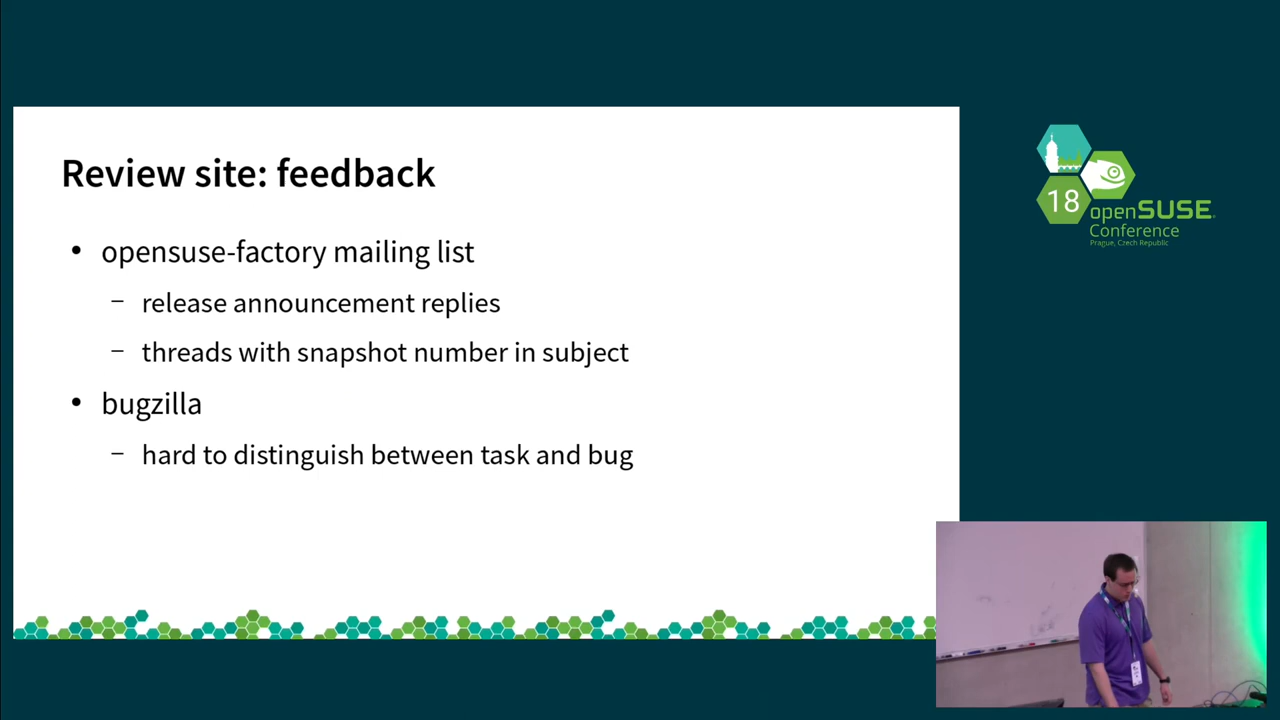 Review site: feedback
• opensuse-factory mailing list
– release announcement replies
– threads with snapshot number in subject
• bugzilla
– hard to distinguish between task and bug
18
openSUSE
Conference
Prague, Czech Republic